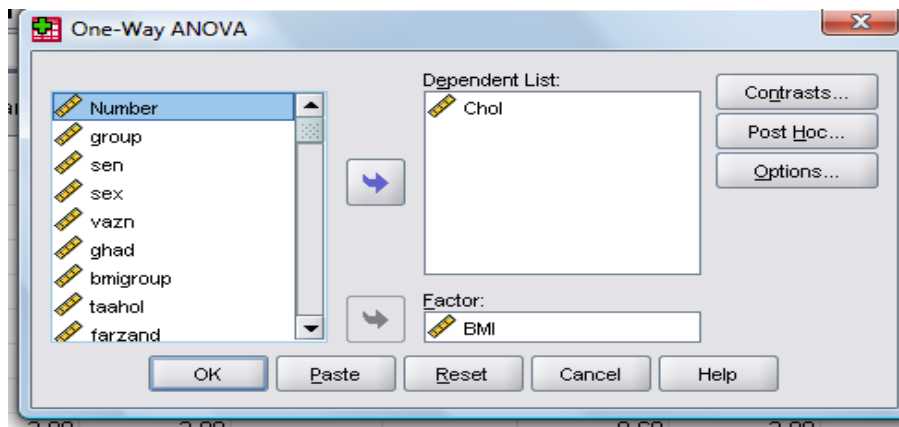 One-Way ANOVA
Number
group
sen
sex
vazn
ghad
bmigroup
taahol
farzand
Dependent List:
Chol
Factor:
BMI
Contrasts...
Post Hoc...
Options...
OK Paste Reset Cancel Help